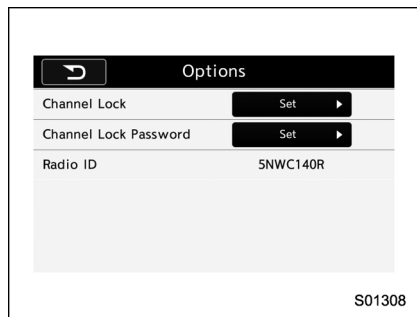 Options
Channel Lock Set
Channel Lock Password Set
Radio ID 5NWC140R
S01308